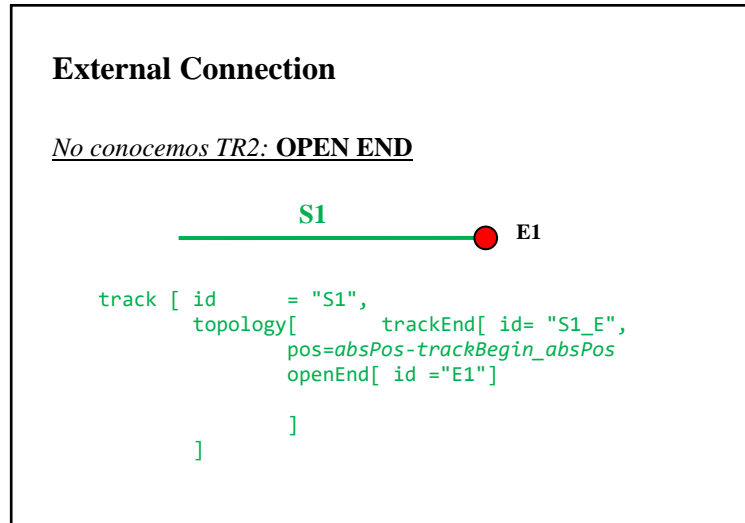 External Connection
No conocemos TR2: OPEN END
S1
E1
track [ id      = "S1",
topology[       trackEnd[ id= "S1_E",
pos=absPos-trackBegin_absPos
openEnd[ id ="E1"]
]
]